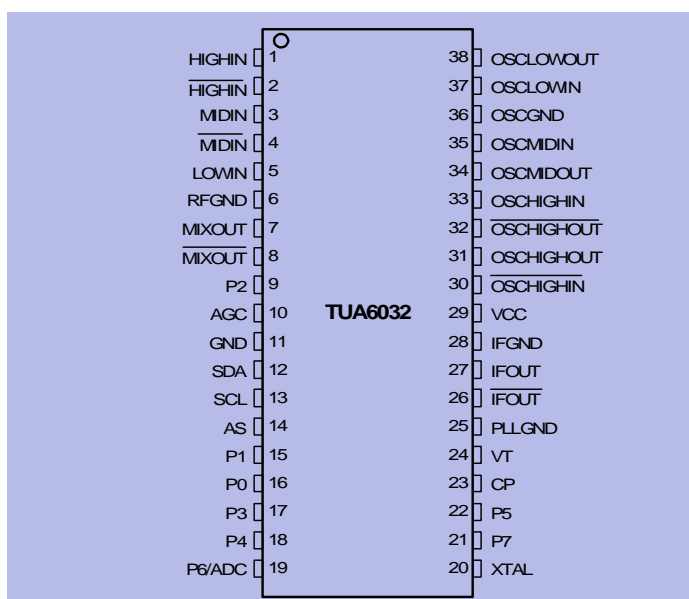 HIGHIN 1 38 OSCLOWOUT
HIGHIN 2 37 OSCLOWIN
MIDIN 3 36 OSCGND
MIDIN 4 35 OSCMIDIN
LOWIN 5 34 OSCMIDOUT
RFGND 6 33 OSCHIGHIN
MIXOUT 7 32 OSCHIGHOUT
MIXOUT 8 31 OSCHIGHOUT
P2 9 30 OSCHIGHIN
AGC 10 TUA6032 29 VCC
GND 11 28 IFGND
SDA 12 27 IFOUT
SCL 13 26 IFOUT
AS 14 25 PLLGND
P1 15 24 VT
P0 16 23 CP
P3 17 22 P5
P4 18 21 P7
P6/ADC 19 20 XTAL